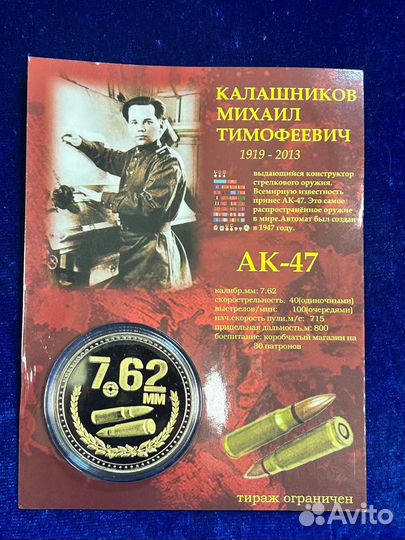 КАЛАШНИКОВ
МИХАИЛ
ТИМОФЕЕВИЧ
1919 - 2013
выдающийся конструктор
стрелкового оружия.
Всемирную известность
принес АК-47. Это самое
распространённое оружие
в мире.Автомат был создан
в 1947 году.
АК-47
калибр,мм: 7.62
скорострельность, 40(одиночными)
выстрелов/мин: 100(очередями)
нач.скорость пули,м/с: 715
прицельная дальность,м: 800
боепитание: коробчатый магазин на
30 патронов
7.62
ММ
тираж ограничен
Avito